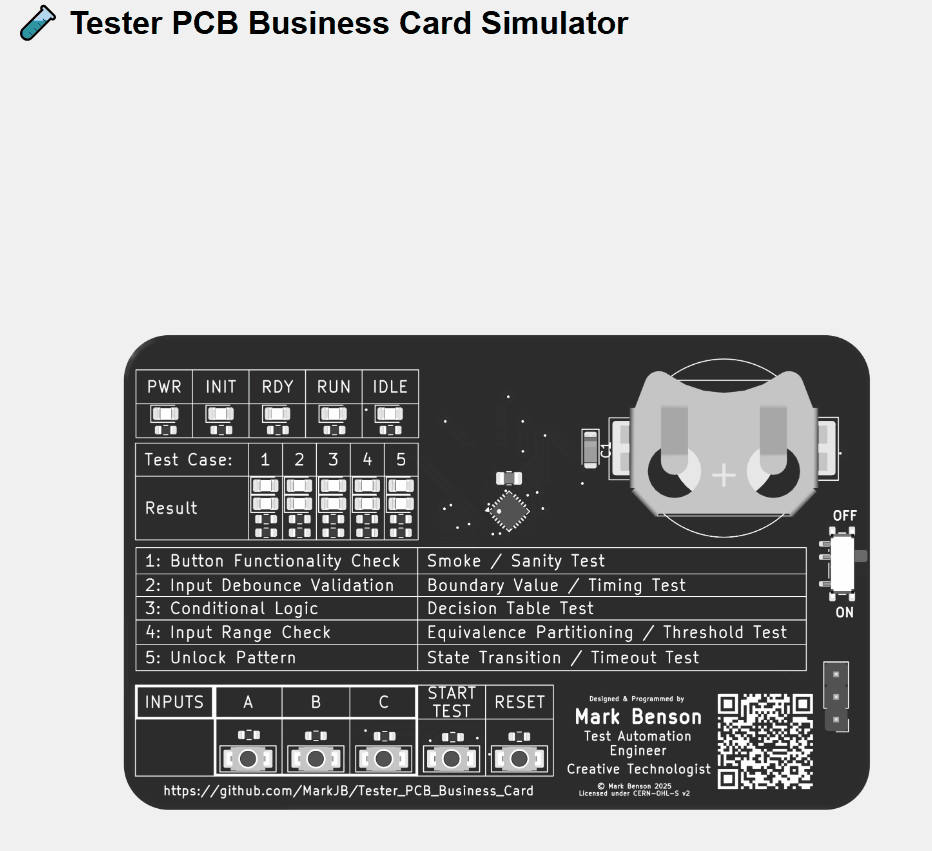 Tester PCB Business Card Simulator
PWR INIT RDY RUN IDLE
Test Case: 1 2 3 4 5
Result
C1
OFF
ON
1: Button Functionality Check Smoke / Sanity Test
2: Input Debounce Validation Boundary Value / Timing Test
3: Conditional Logic Decision Table Test
4: Input Range Check Equivalence Partitioning / Threshold Test
5: Unlock Pattern State Transition / Timeout Test
INPUTS A B C START TEST RESET
https://github.com/MarkJB/Tester_PCB_Business_Card
Designed & Programmed by
Mark Benson
Test Automation
Engineer
Creative Technologist
© Mark Benson 2025
Licensed under CERN-OHL-S v2